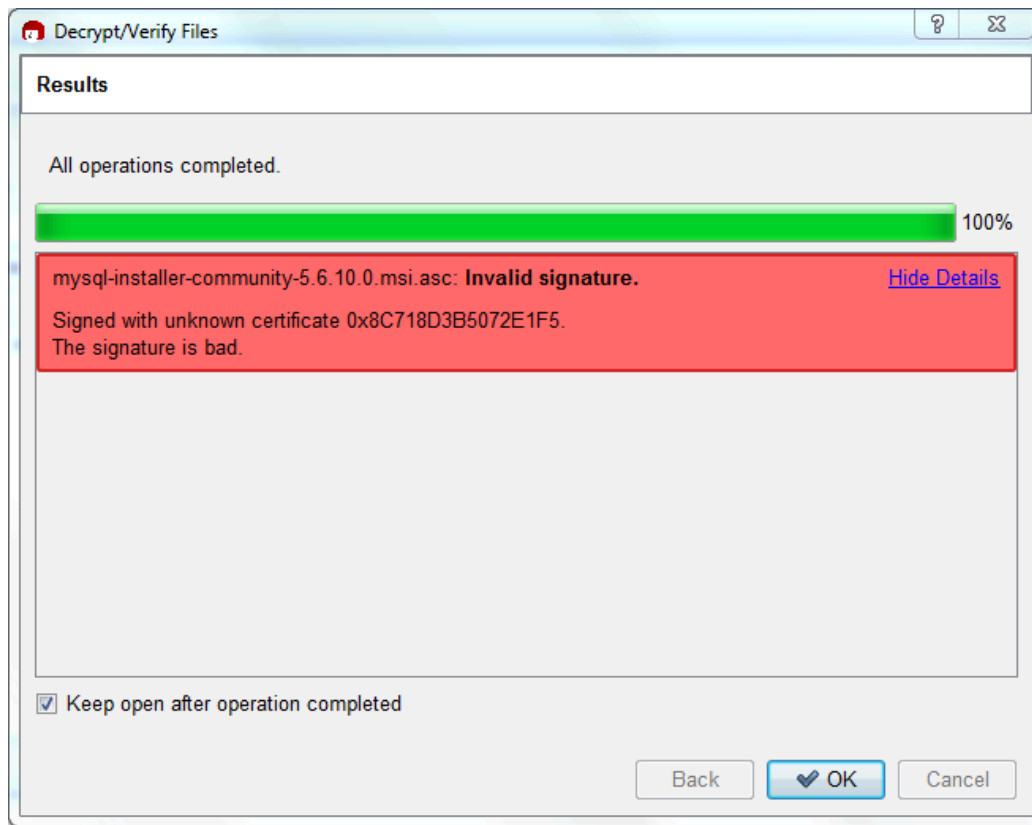 Decrypt/Verify Files
Results
All operations completed.
100%
mysql-installer-community-5.6.10.0.msi.asc: Invalid signature.
Hide Details
Signed with unknown certificate 0x8C718D3B5072E1F5.
The signature is bad.
Keep open after operation completed
Back
OK
Cancel